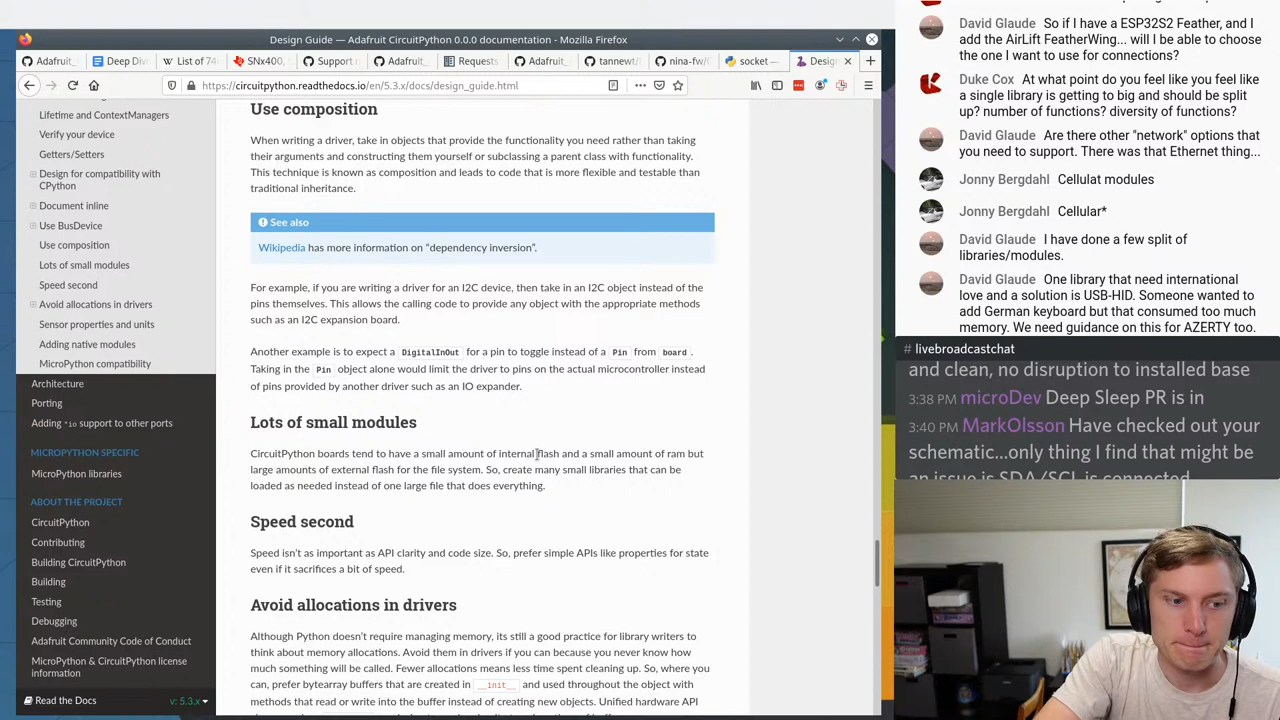 Design Guide — Adafruit CircuitPython 0.0.0 documentation - Mozilla Firefox
Adafruit_
Deep Div
List of 74
SNx400,
Support
Adafruit_
Requests
Adafruit_
tannewt/
nina-fw/C
socket —
Design
https://circuitpython.readthedocs.io/en/5.3.x/docs/design_guide.html
Lifetime and ContextManagers
Verify your device
Getters/Setters
Design for compatibility with
CPython
Document inline
Use BusDevice
Use composition
Lots of small modules
Speed second
Avoid allocations in drivers
Sensor properties and units
Adding native modules
MicroPython compatibility
Architecture
Porting
Adding *io support to other ports
MICROPYTHON SPECIFIC
MicroPython libraries
ABOUT THE PROJECT
CircuitPython
Contributing
Building CircuitPython
Building
Testing
Debugging
Adafruit Community Code of Conduct
MicroPython & CircuitPython license
information
Read the Docs
v: 5.3.x
Use composition
When writing a driver, take in objects that provide the functionality you need rather than taking
their arguments and constructing them yourself or subclassing a parent class with functionality.
This technique is known as composition and leads to code that is more flexible and testable than
traditional inheritance.
See also
Wikipedia has more information on “dependency inversion”.
For example, if you are writing a driver for an I2C device, then take in an I2C object instead of the
pins themselves. This allows the calling code to provide any object with the appropriate methods
such as an I2C expansion board.
Another example is to expect a DigitalInOut for a pin to toggle instead of a Pin from board.
Taking in the Pin object alone would limit the driver to pins on the actual microcontroller instead
of pins provided by another driver such as an IO expander.
Lots of small modules
CircuitPython boards tend to have a small amount of internal flash and a small amount of ram but
large amounts of external flash for the file system. So, create many small libraries that can be
loaded as needed instead of one large file that does everything.
Speed second
Speed isn’t as important as API clarity and code size. So, prefer simple APIs like properties for state
even if it sacrifices a bit of speed.
Avoid allocations in drivers
Although Python doesn’t require managing memory, its still a good practice for library writers to
think about memory allocations. Avoid them in drivers if you can because you never know how
much something will be called. Fewer allocations means less time spent cleaning up. So, where you
can, prefer bytearray buffers that are created in __init__ and used throughout the object with
methods that read or write into the buffer instead of creating new objects. Unified hardware API
David Glaude So if I have a ESP32S2 Feather, and I
add the AirLift FeatherWing... will I be able to choose
the one I want to use for connections?
Duke Cox At what point do you feel like you feel like
a single library is getting to big and should be split
up? number of functions? diversity of functions?
David Glaude Are there other "network" options that
you need to support. There was that Ethernet thing...
Jonny Bergdahl Cellulat modules
Jonny Bergdahl Cellular*
David Glaude I have done a few split of
libraries/modules.
David Glaude One library that need international
love and a solution is USB-HID. Someone wanted to
add German keyboard but that consumed too much
memory. We need guidance on this for AZERTY too.
# livebroadcastchat
and clean, no disruption to installed base
3:38 PM microDev Deep Sleep PR is in
3:40 PM MarkOlsson Have checked out your
schematic...only thing I find that might be
an issue is SDA/SCL is connected